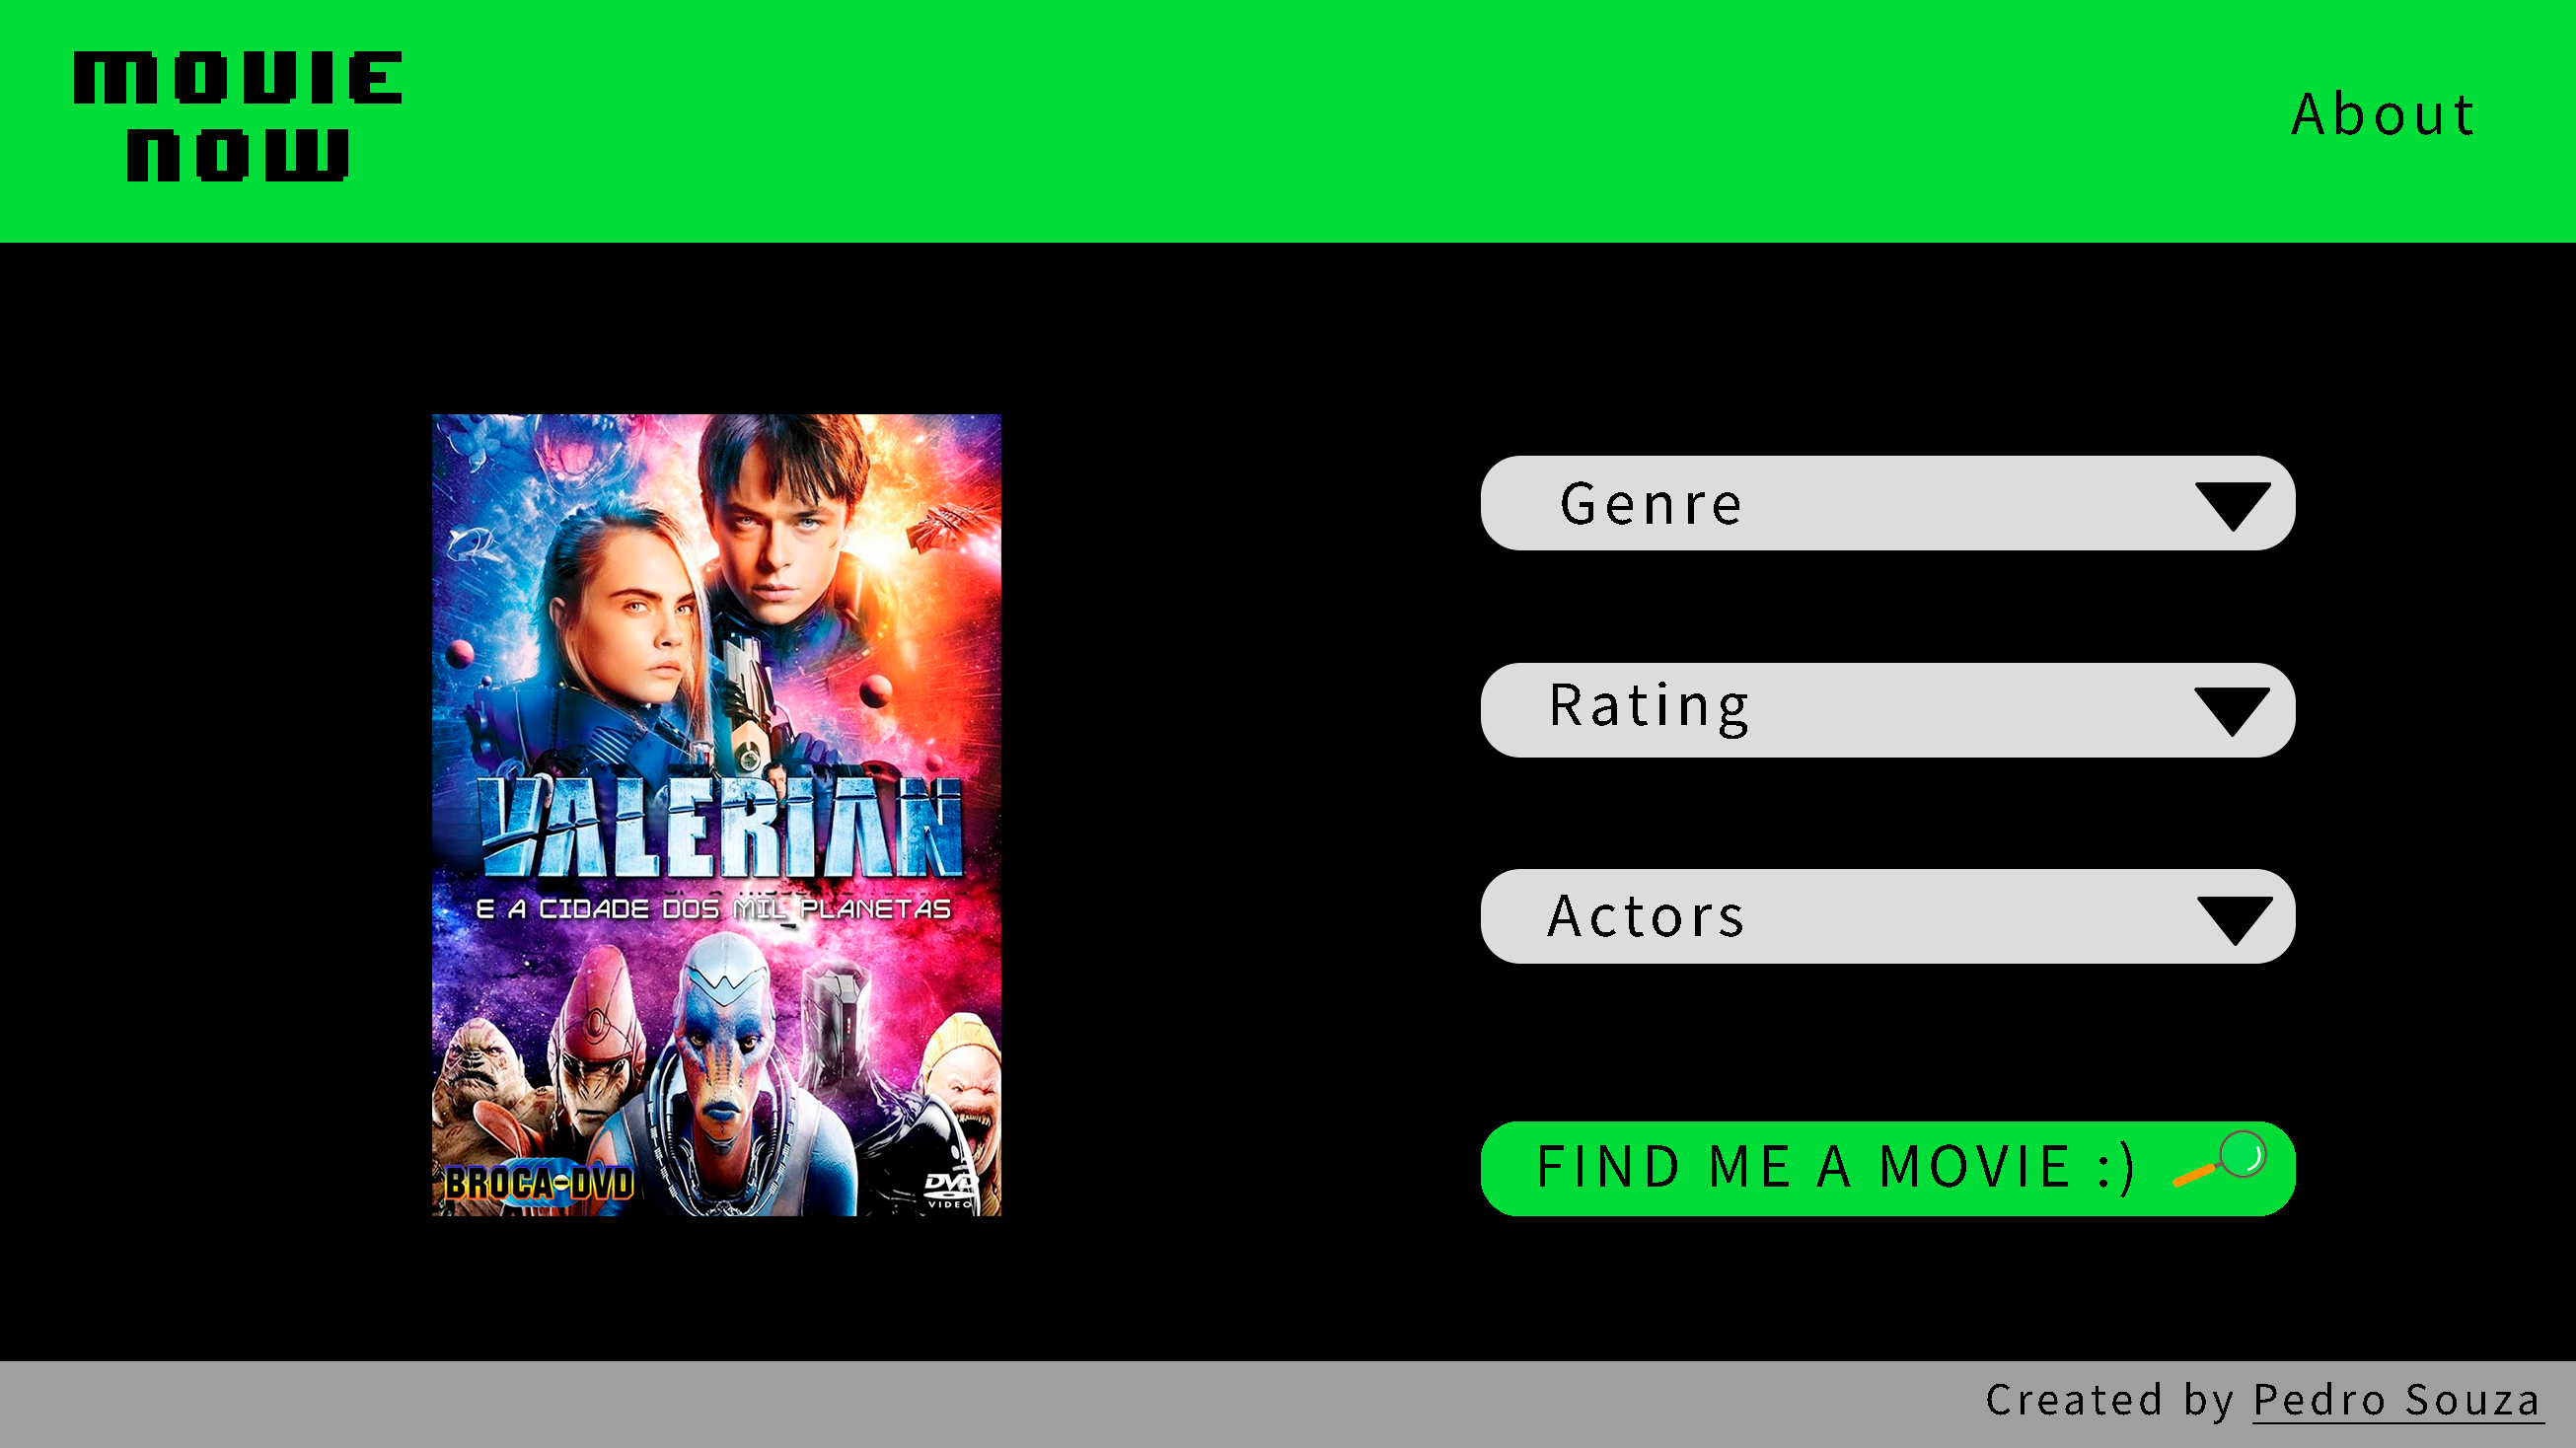 MOVIE
NOW
About
Genre
Rating
Actors
VALERIAN
E A CIDADE DOS MIL PLANETAS
BROCA-DVD
DVD
VIDEO
FIND ME A MOVIE :)
Created by Pedro Souza